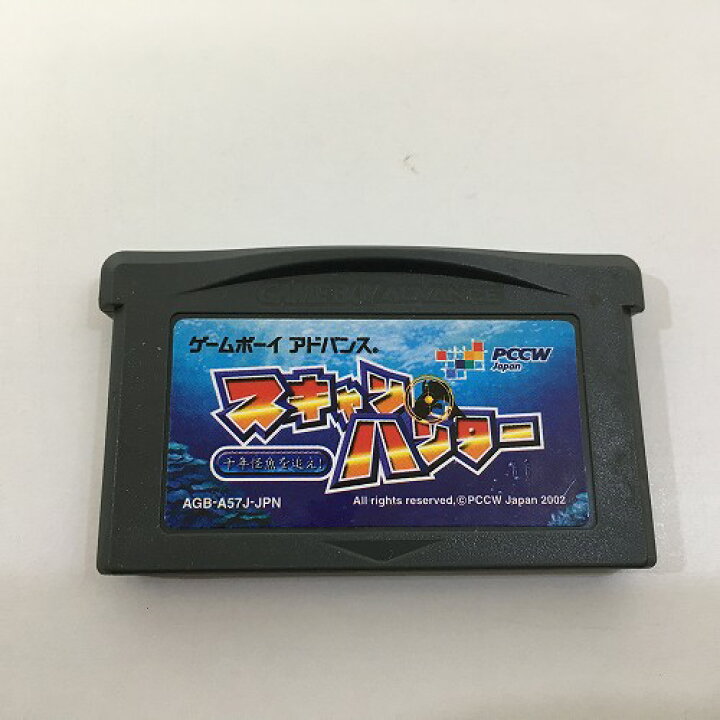 GAME BOY ADVANCE
ゲームボーイ アドバンス®
PCCW
Japan
スキャンハンター
千年怪魚を追え!
AGB-A57J-JPN
All rights reserved,©PCCW Japan 2002